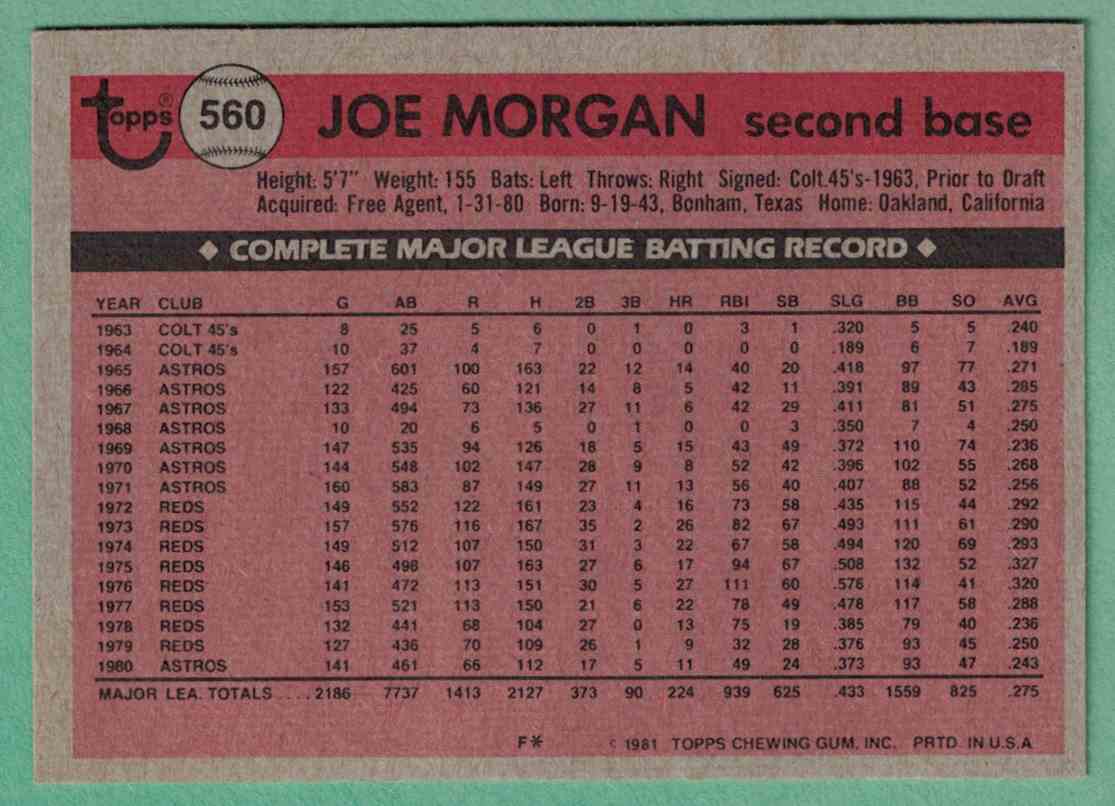 topps® 560 JOE MORGAN second base
Height: 5'7" Weight: 155 Bats: Left Throws: Right Signed: Colt.45's-1963, Prior to Draft
Acquired: Free Agent, 1-31-80 Born: 9-19-43, Bonham, Texas Home: Oakland, California
◆ COMPLETE MAJOR LEAGUE BATTING RECORD ◆
YEAR CLUB G AB R H 2B 3B HR RBI SB SLG BB SO AVG
1963 COLT 45's 8 25 5 6 0 1 0 3 1 .320 5 5 .240
1964 COLT 45's 10 37 4 7 0 0 0 0 0 .189 6 7 .189
1965 ASTROS 157 601 100 163 22 12 14 40 20 .418 97 77 .271
1966 ASTROS 122 425 60 121 14 8 5 42 11 .391 89 43 .285
1967 ASTROS 133 494 73 136 27 11 6 42 29 .411 81 51 .275
1968 ASTROS 10 20 6 5 0 1 0 0 3 .350 7 4 .250
1969 ASTROS 147 535 94 126 18 5 15 43 49 .372 110 74 .236
1970 ASTROS 144 548 102 147 28 9 8 52 42 .396 102 55 .268
1971 ASTROS 160 583 87 149 27 11 13 56 40 .407 88 52 .256
1972 REDS 149 552 122 161 23 4 16 73 58 .435 115 44 .292
1973 REDS 157 576 116 167 35 2 26 82 67 .493 111 61 .290
1974 REDS 149 512 107 150 31 3 22 67 58 .494 120 69 .293
1975 REDS 146 498 107 163 27 6 17 94 67 .508 132 52 .327
1976 REDS 141 472 113 151 30 5 27 111 60 .576 114 41 .320
1977 REDS 153 521 113 150 21 6 22 78 49 .478 117 58 .288
1978 REDS 132 441 68 104 27 0 13 75 19 .385 79 40 .236
1979 REDS 127 436 70 109 26 1 9 32 28 .376 93 45 .250
1980 ASTROS 141 461 66 112 17 5 11 49 24 .373 93 47 .243
MAJOR LEA. TOTALS .... 2186 7737 1413 2127 373 90 224 939 625 .433 1559 825 .275
F* © 1981 TOPPS CHEWING GUM, INC. PRTD. IN U.S.A.